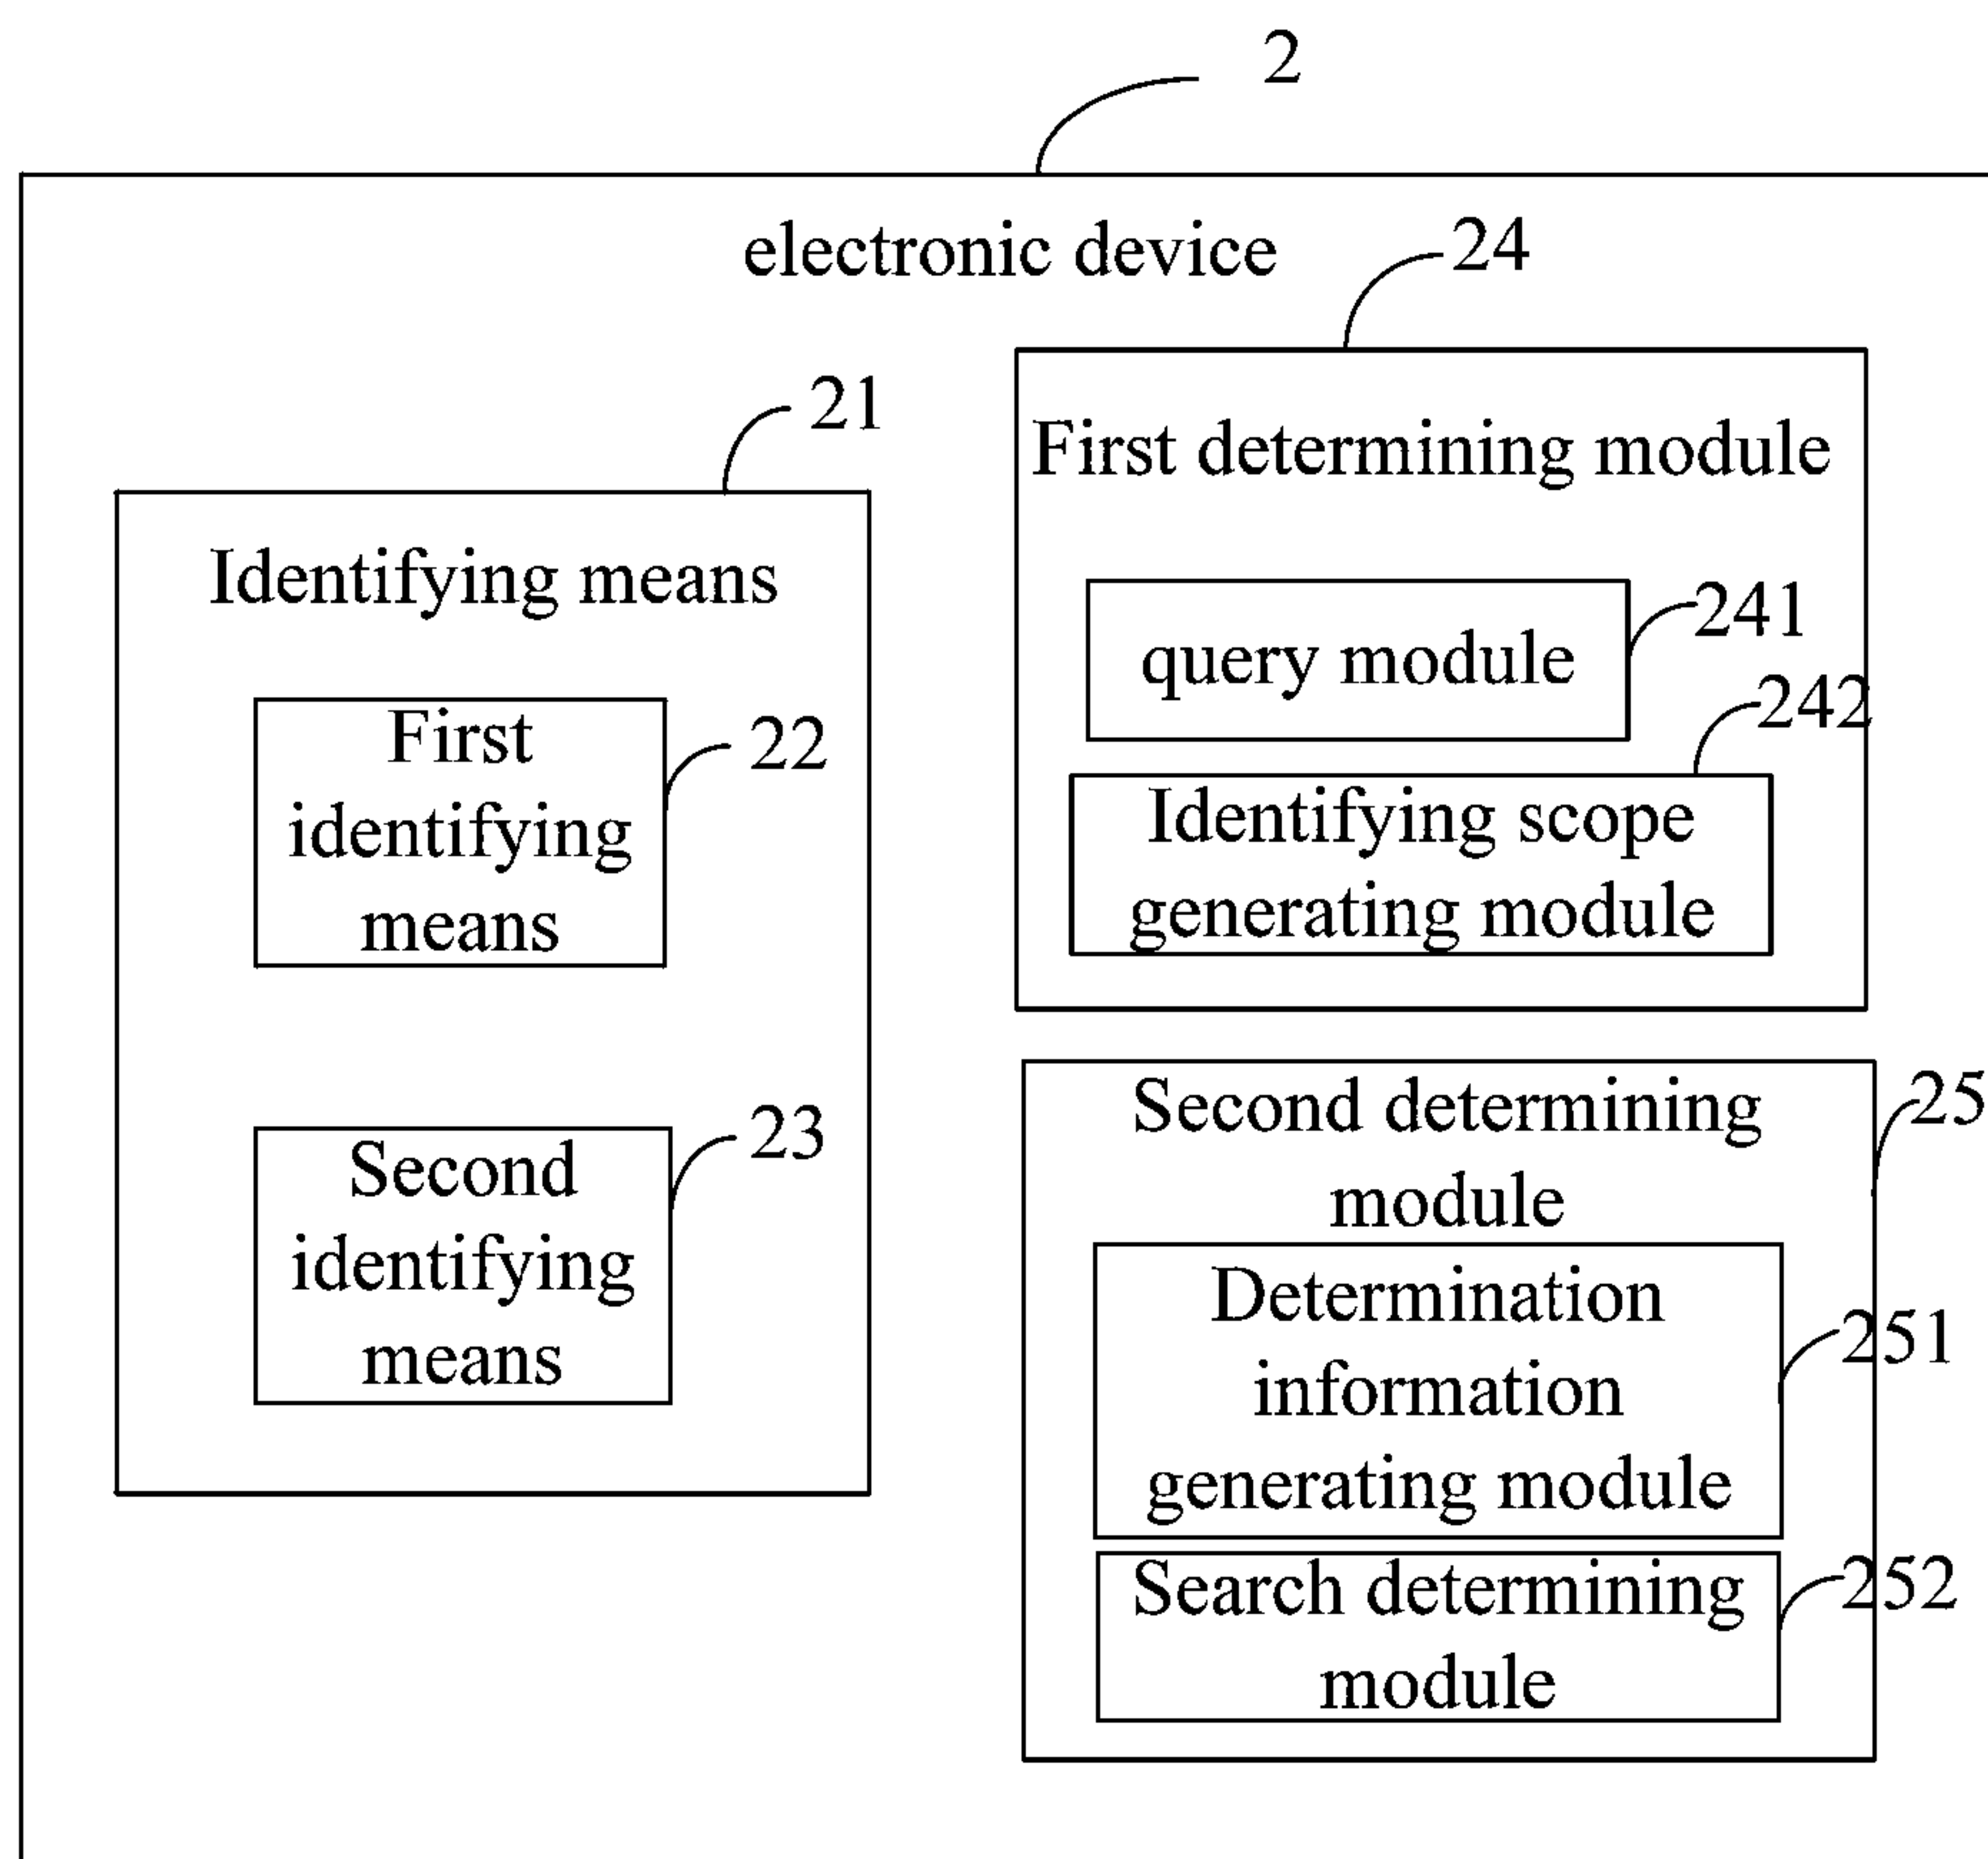 2
electronic device
24
21
First determining module
Identifying means
241
query module
242
First
identifying
means
22
Identifying scope
generating module
25
Second determining
module
23
Second
identifying
means
Determination
information
generating module
251
Search determining
module
252